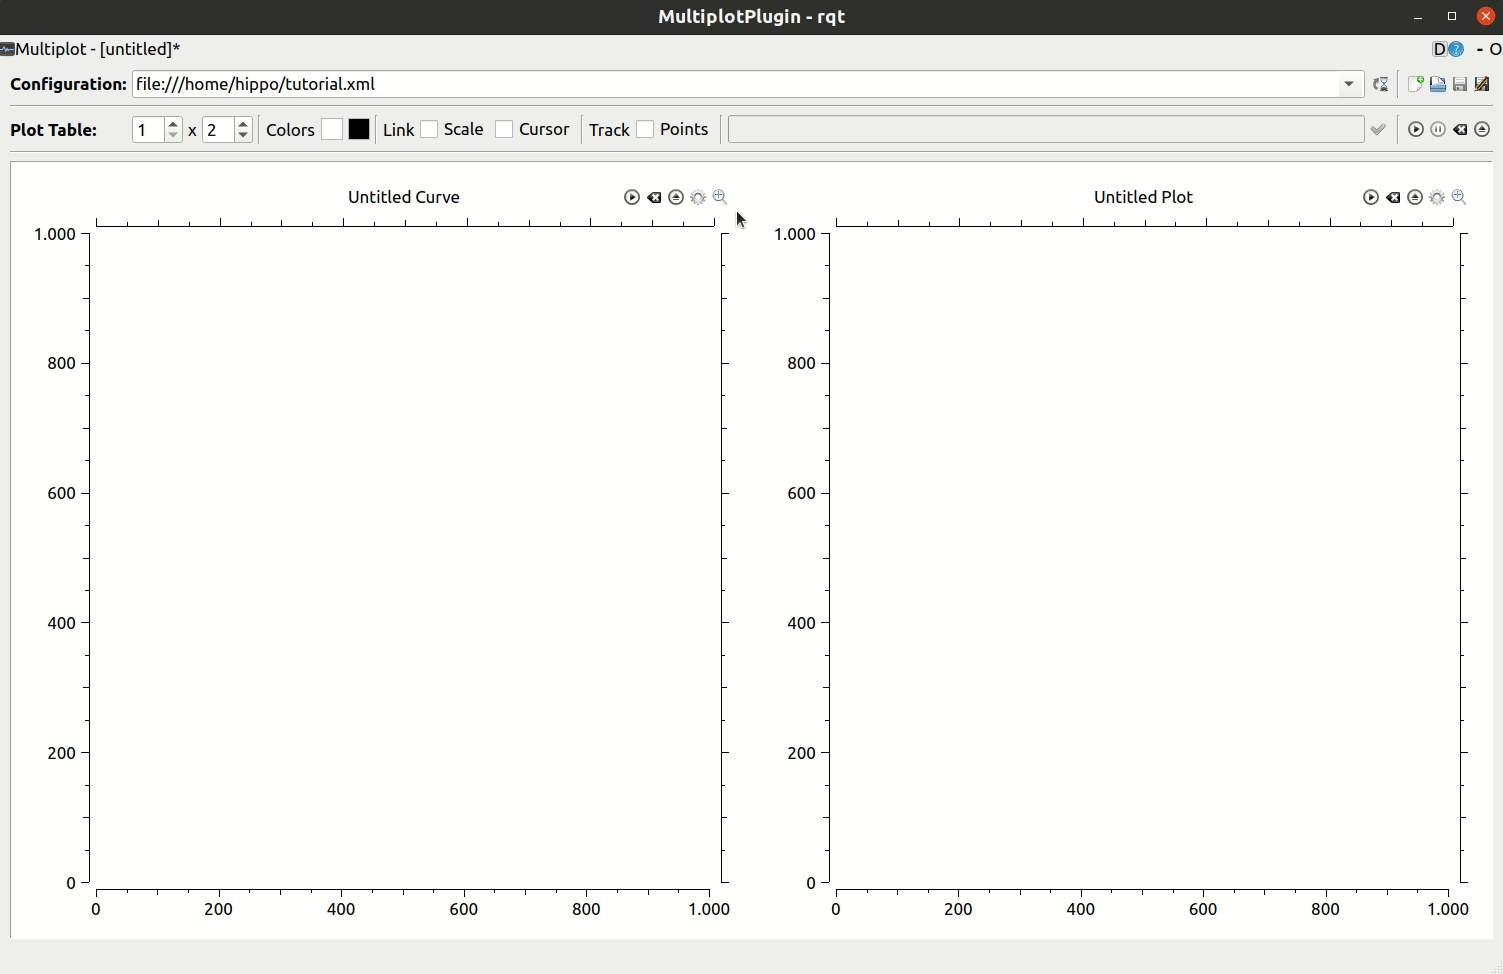 MultiplotPlugin - rqt
Multiplot - [untitled]* D ? - O
Configuration: file:///home/hippo/tutorial.xml
Plot Table: 1 x 2 Colors Link Scale Cursor Track Points
Untitled Curve
1.000
800
600
400
200
0
0 200 400 600 800 1.000
Untitled Plot
1.000
800
600
400
200
0
0 200 400 600 800 1.000